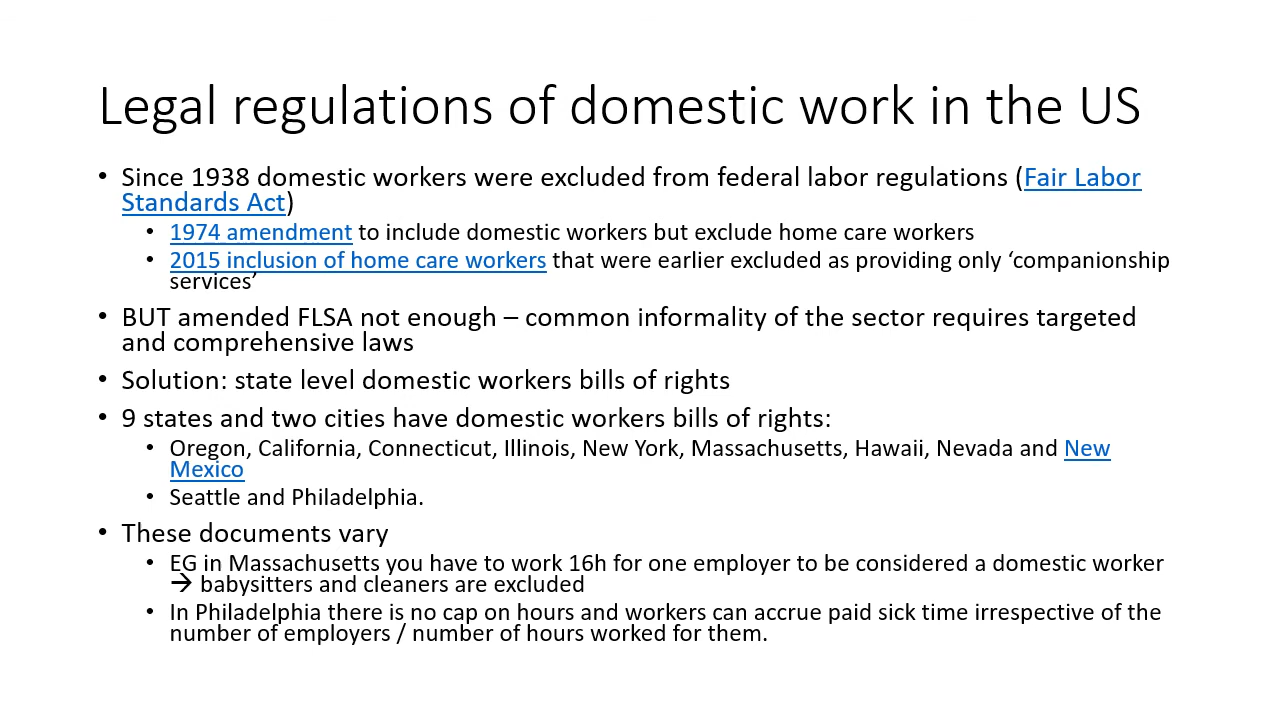 Legal regulations of domestic work in the US
• Since 1938 domestic workers were excluded from federal labor regulations (Fair Labor
Standards Act)
• 1974 amendment to include domestic workers but exclude home care workers
• 2015 inclusion of home care workers that were earlier excluded as providing only ‘companionship
services’
• BUT amended FLSA not enough – common informality of the sector requires targeted
and comprehensive laws
• Solution: state level domestic workers bills of rights
• 9 states and two cities have domestic workers bills of rights:
• Oregon, California, Connecticut, Illinois, New York, Massachusetts, Hawaii, Nevada and New
Mexico
• Seattle and Philadelphia.
• These documents vary
• EG in Massachusetts you have to work 16h for one employer to be considered a domestic worker
→ babysitters and cleaners are excluded
• In Philadelphia there is no cap on hours and workers can accrue paid sick time irrespective of the
number of employers / number of hours worked for them.